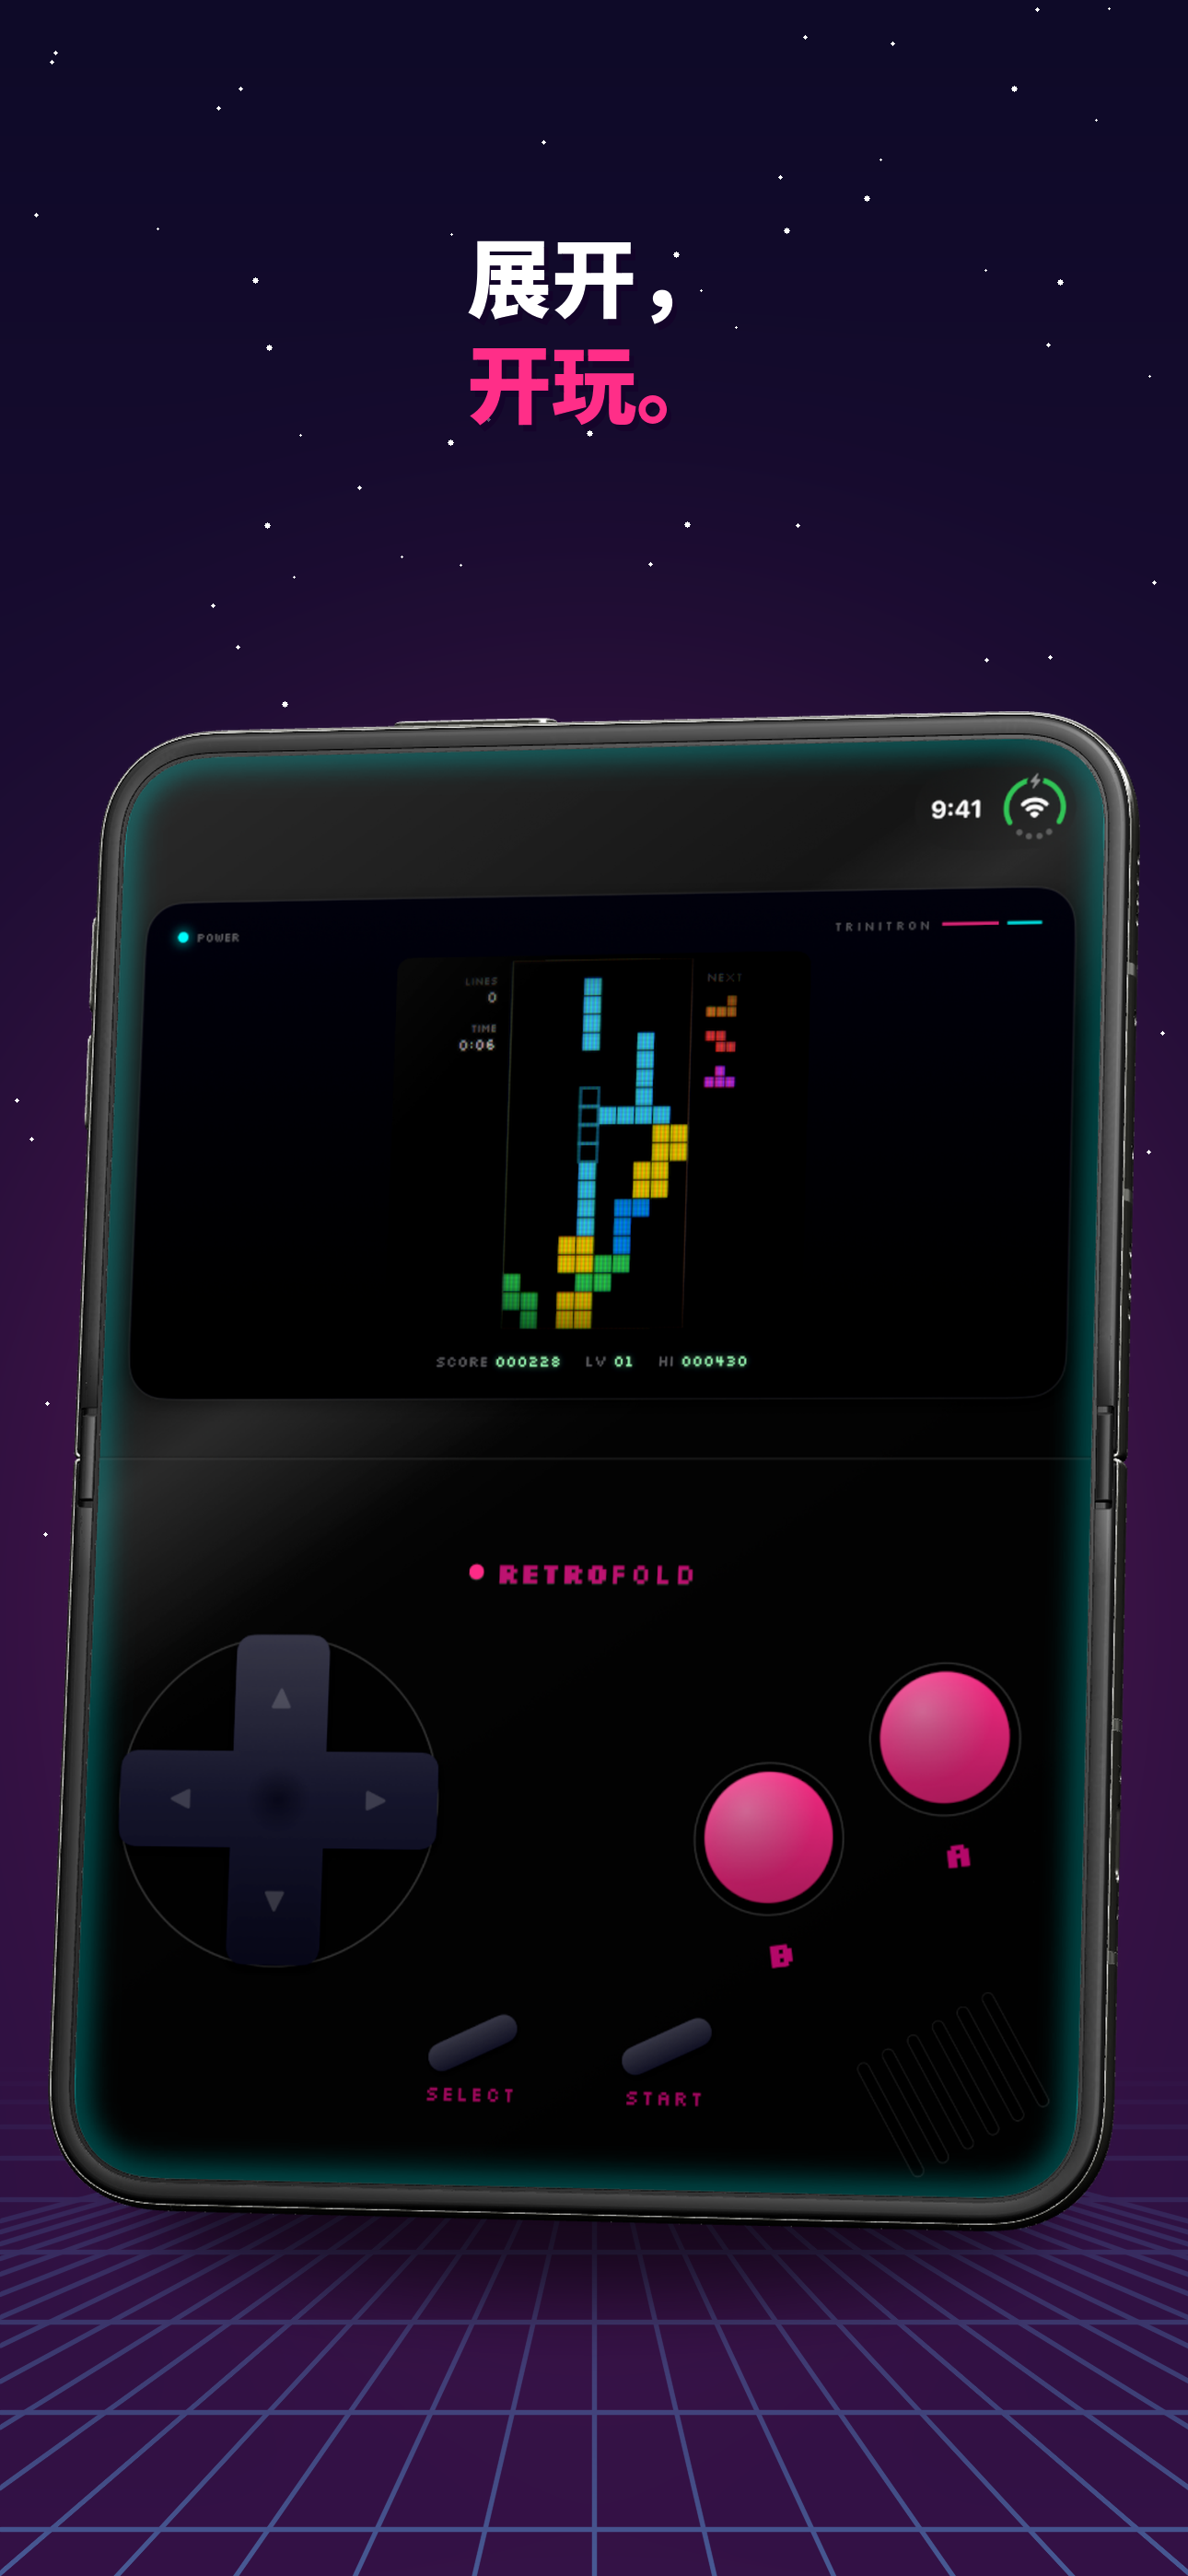 展开，
开玩。
9:41
POWER
TRINITRON
LINES
0
TIME
0:06
NEXT
SCORE 000228 LV 01 HI 000430
RETROFOLD
A
B
SELECT
START